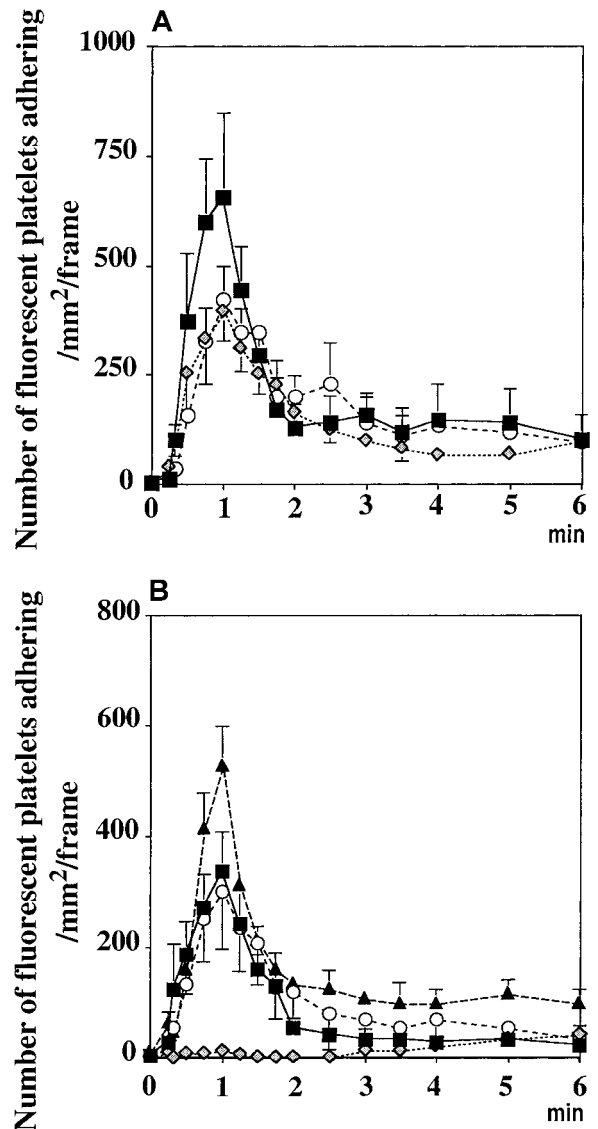 A
Number of fluorescent platelets adhering
/mm²/frame
1000
750
500
250
0
0 1 2 3 4 5 6
min
B
Number of fluorescent platelets adhering
/mm²/frame
800
600
400
200
0
0 1 2 3 4 5 6
min